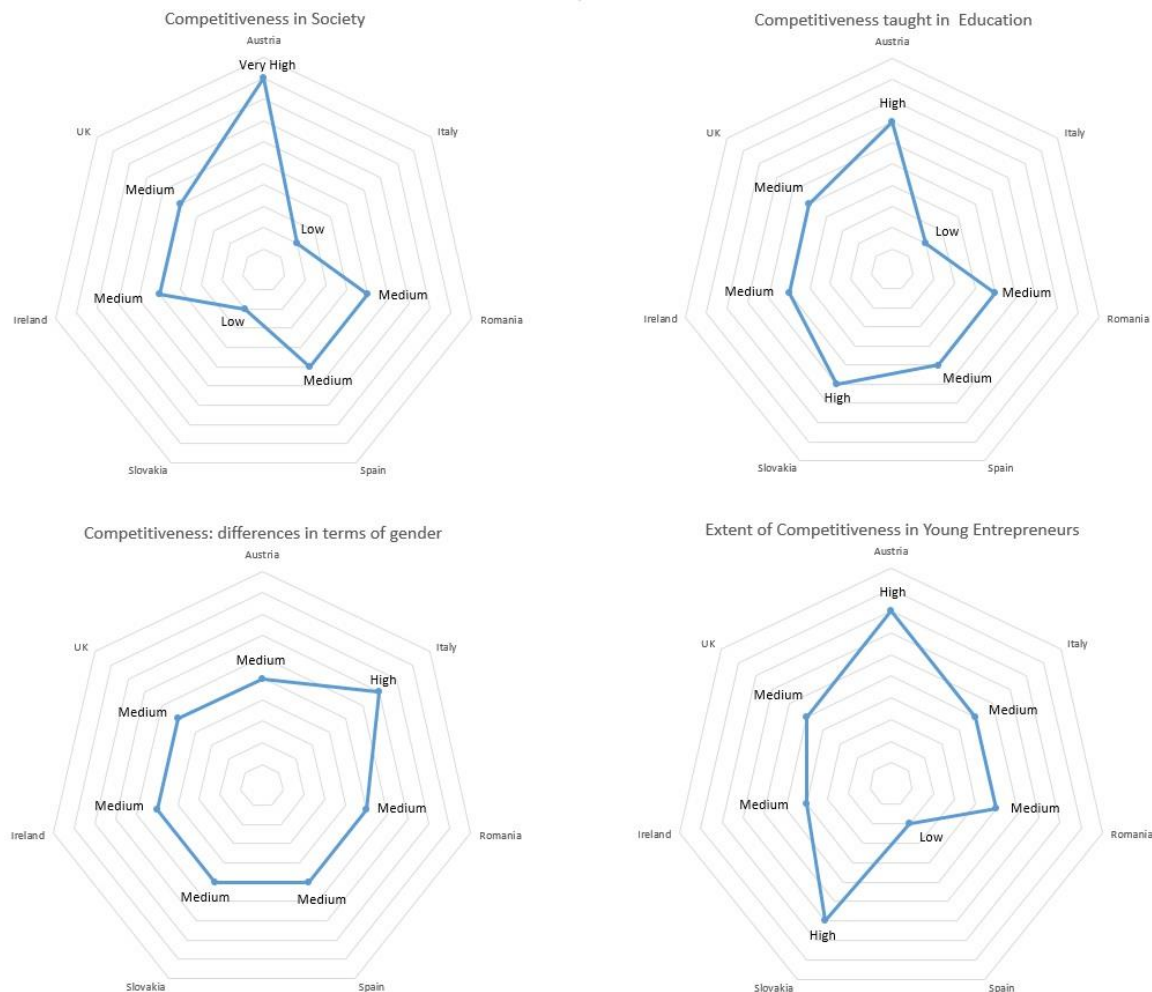 Competitiveness in Society
Austria
Very High
UK
Italy
Medium
Low
Medium
Medium
Ireland
Romania
Low
Medium
Slovakia
Spain
Competitiveness taught in Education
Austria
High
UK
Italy
Medium
Low
Medium
Medium
Ireland
Romania
Medium
High
Slovakia
Spain
Competitiveness: differences in terms of gender
Austria
UK
Italy
Medium
High
Medium
Medium
Medium
Ireland
Romania
Medium
Medium
Slovakia
Spain
Extent of Competitiveness in Young Entrepreneurs
Austria
High
UK
Italy
Medium
Medium
Medium
Medium
Ireland
Romania
Low
High
Slovakia
Spain